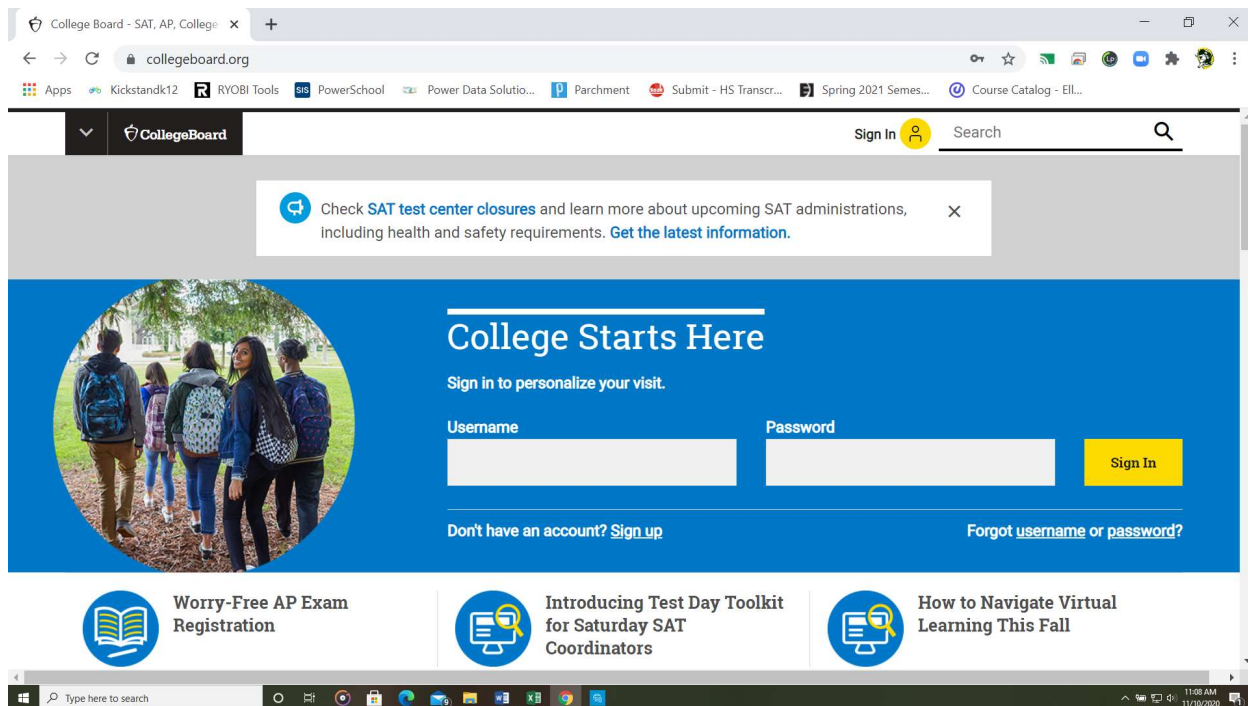 College Board - SAT, AP, College
collegeboard.org
Apps Kickstandk12 RYOBI Tools SIS PowerSchool Power Data Solutio... Parchment Submit - HS Transcr... Spring 2021 Semes... Course Catalog - Ell...
CollegeBoard Sign In Search
Check SAT test center closures and learn more about upcoming SAT administrations,
including health and safety requirements. Get the latest information.
College Starts Here
Sign in to personalize your visit.
Username Password
Sign In
Don't have an account? Sign up Forgot username or password?
Worry-Free AP Exam
Registration
Introducing Test Day Toolkit
for Saturday SAT
Coordinators
How to Navigate Virtual
Learning This Fall
Type here to search
11:08 AM
11/10/2020